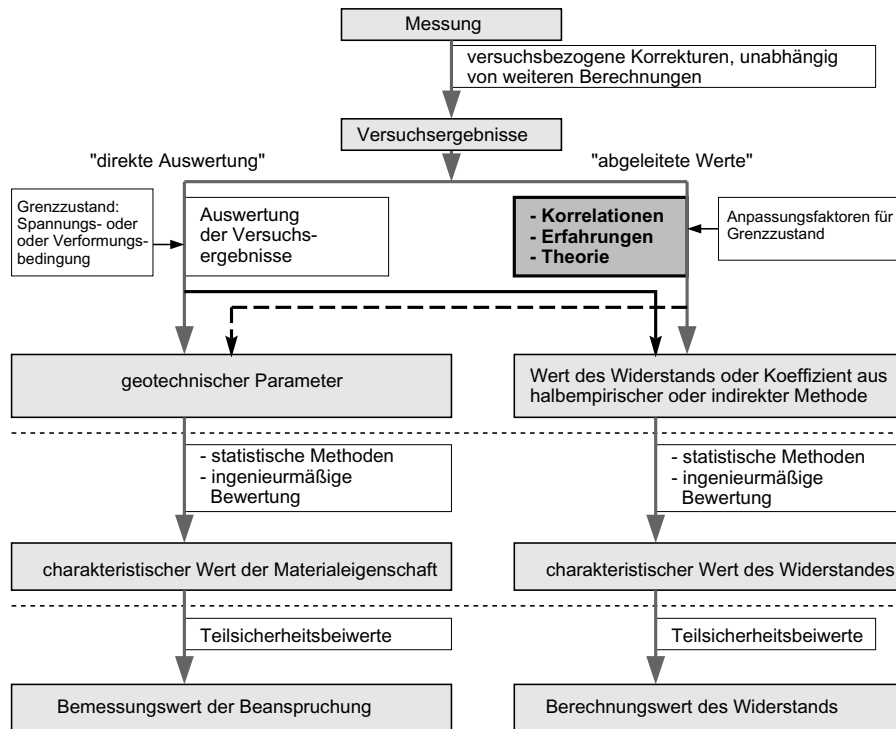 Messung
versuchsbezogene Korrekturen, unabhängig
von weiteren Berechnungen
Versuchsergebnisse
"direkte Auswertung"
"abgeleitete Werte"
Grenzzustand:
Spannungs- oder
oder Verformungs-
bedingung
Auswertung
der Versuchs-
ergebnisse
- Korrelationen
- Erfahrungen
- Theorie
Anpassungsfaktoren für
Grenzzustand
geotechnischer Parameter
Wert des Widerstands oder Koeffizient aus
halbempirischer oder indirekter Methode
- statistische Methoden
- ingenieurmäßige
Bewertung
- statistische Methoden
- ingenieurmäßige
Bewertung
charakteristischer Wert der Materialeigenschaft
charakteristischer Wert des Widerstandes
Teilsicherheitsbeiwerte
Teilsicherheitsbeiwerte
Bemessungswert der Beanspruchung
Berechnungswert des Widerstands